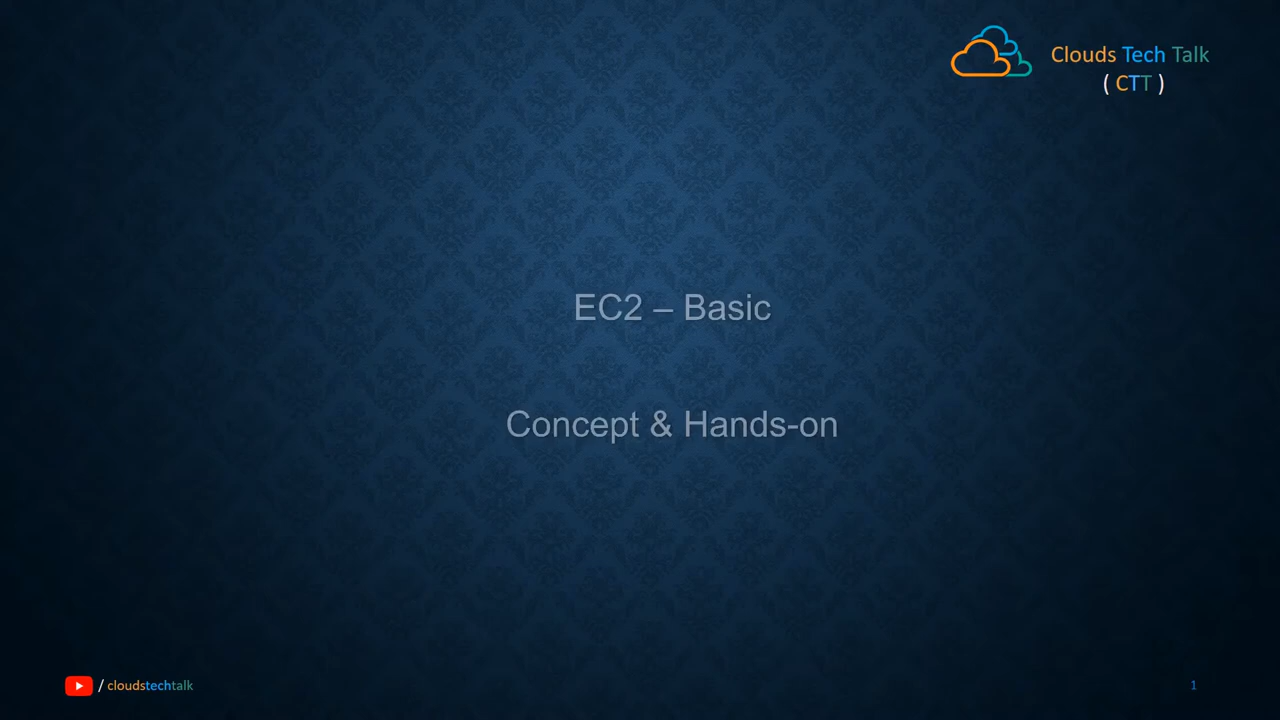 Clouds Tech Talk
( CTT )
EC2 – Basic
Concept & Hands-on
/ cloudstechtalk
1